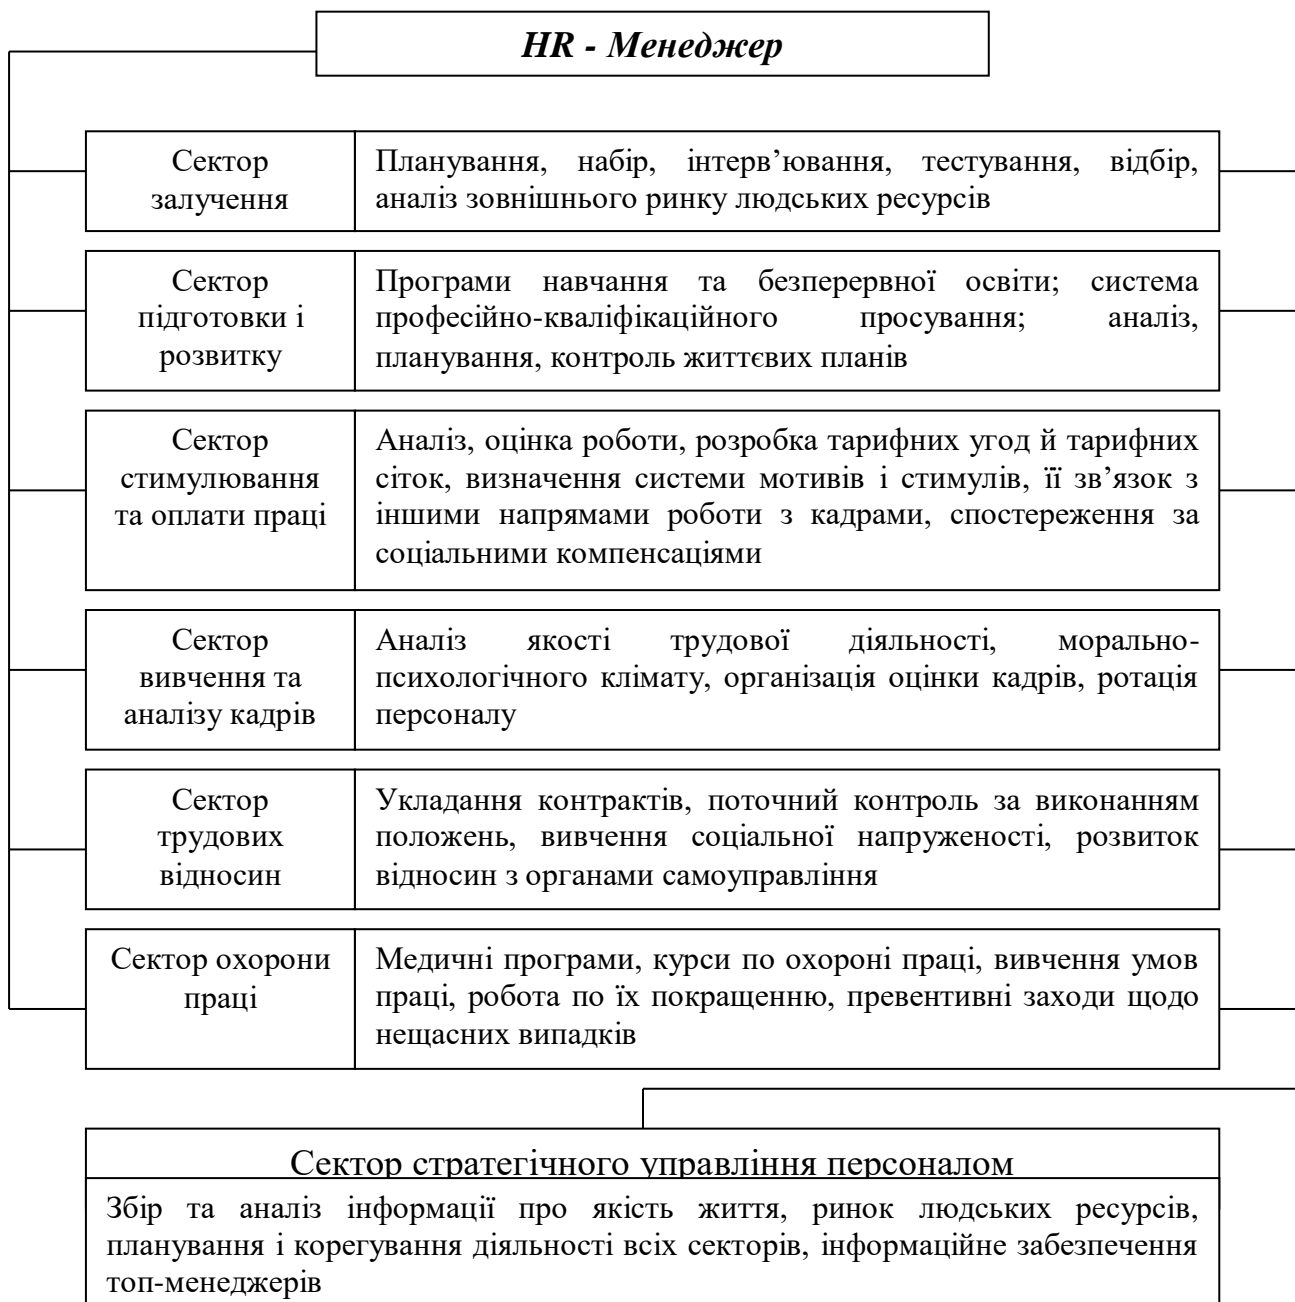 HR - Менеджер
Сектор
залучення
Планування, набір, інтерв’ювання, тестування, відбір,
аналіз зовнішнього ринку людських ресурсів
Сектор
підготовки і
розвитку
Програми навчання та безперервної освіти; система
професійно-кваліфікаційного просування; аналіз,
планування, контроль життєвих планів
Сектор
стимулювання
та оплати праці
Аналіз, оцінка роботи, розробка тарифних угод й тарифних
сіток, визначення системи мотивів і стимулів, її зв’язок з
іншими напрямами роботи з кадрами, спостереження за
соціальними компенсаціями
Сектор
вивчення та
аналізу кадрів
Аналіз якості трудової діяльності, морально-
психологічного клімату, організація оцінки кадрів, ротація
персоналу
Сектор
трудових
відносин
Укладання контрактів, поточний контроль за виконанням
положень, вивчення соціальної напруженості, розвиток
відносин з органами самоуправління
Сектор охорони
праці
Медичні програми, курси по охороні праці, вивчення умов
праці, робота по їх покращенню, превентивні заходи щодо
нещасних випадків
Сектор стратегічного управління персоналом
Збір та аналіз інформації про якість життя, ринок людських ресурсів,
планування і корегування діяльності всіх секторів, інформаційне забезпечення
топ-менеджерів